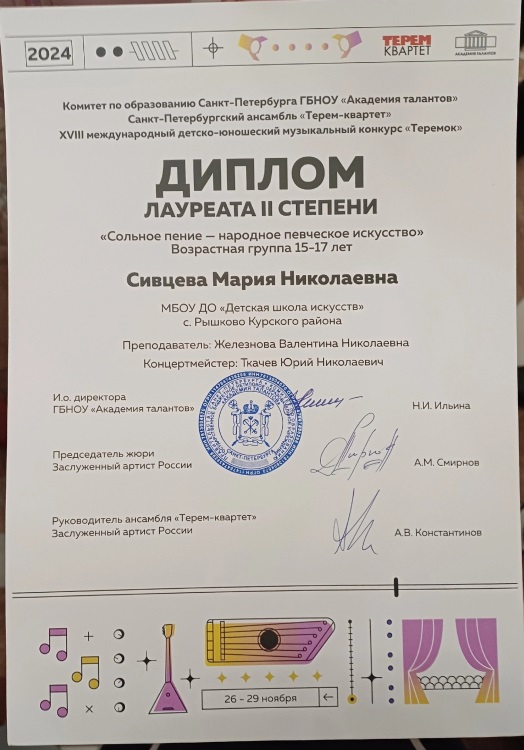 2024
ТЕРЕМ
КВАРТЕТ
АКАДЕМИЯ ТАЛАНТОВ
Комитет по образованию Санкт-Петербурга ГБНОУ «Академия талантов»
Санкт-Петербургский ансамбль «Терем-квартет»
XVIII международный детско-юношеский музыкальный конкурс «Теремок»
ДИПЛОМ
ЛАУРЕАТА II СТЕПЕНИ
«Сольное пение — народное певческое искусство»
Возрастная группа 15-17 лет
Сивцева Мария Николаевна
МБОУ ДО «Детская школа искусств»
с. Рышково Курского района
Преподаватель: Железнова Валентина Николаевна
Концертмейстер: Ткачев Юрий Николаевич
И.о. директора
ГБНОУ «Академия талантов»
Н.И. Ильина
САНКТ-ПЕТЕРБУРГ
Председатель жюри
Заслуженный артист России
А.М. Смирнов
Руководитель ансамбля «Терем-квартет»
Заслуженный артист России
А.В. Константинов
26 - 29 ноября